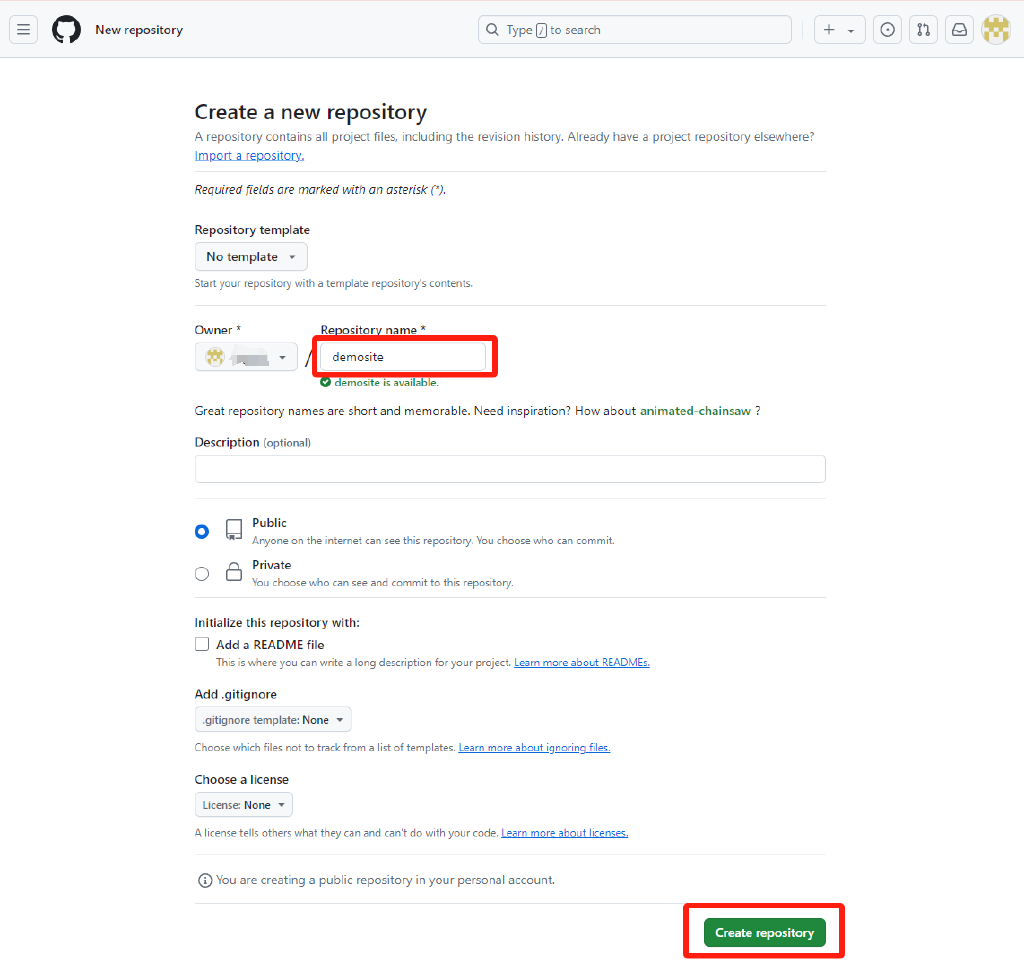 New repository
Type / to search
Create a new repository
A repository contains all project files, including the revision history. Already have a project repository elsewhere?
Import a repository.
Required fields are marked with an asterisk (*).
Repository template
No template
Start your repository with a template repository's contents.
Owner *
Repository name *
/
demosite
demosite is available.
Great repository names are short and memorable. Need inspiration? How about animated-chainsaw ?
Description (optional)
Public
Anyone on the internet can see this repository. You choose who can commit.
Private
You choose who can see and commit to this repository.
Initialize this repository with:
Add a README file
This is where you can write a long description for your project. Learn more about READMEs.
Add .gitignore
.gitignore template: None
Choose which files not to track from a list of templates. Learn more about ignoring files.
Choose a license
License: None
A license tells others what they can and can't do with your code. Learn more about licenses.
You are creating a public repository in your personal account.
Create repository